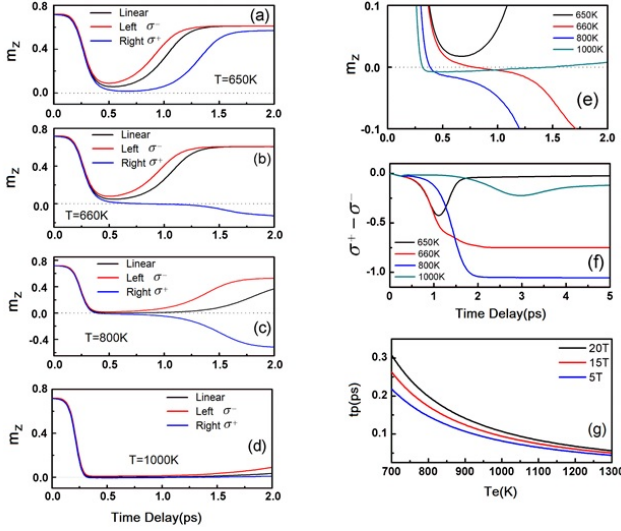 0.8
0.4
0.0
m_z
Linear
Left σ⁻
Right σ⁺
(a)
T=650K
0.0 0.5 1.0 1.5 2.0
0.8
0.4
0.0
m_z
Linear
Left σ⁻
Right σ⁺
(b)
T=660K
0.0 0.5 1.0 1.5 2.0
0.8
0.4
0.0
-0.4
m_z
Linear
Left σ⁻
Right σ⁺
(c)
T=800K
0.0 0.5 1.0 1.5 2.0
0.8
0.4
0.0
m_z
Linear
Left σ⁻
Right σ⁺
(d)
T=1000K
0.0 0.5 1.0 1.5 2.0
Time Delay(ps)
0.1
0.0
-0.1
m_z
650K
660K
800K
1000K
(e)
0.0 0.5 1.0 1.5 2.0
0.0
-0.5
-1.0
σ⁺ − σ⁻
650K
660K
800K
1000K
(f)
0 1 2 3 4 5
Time Delay(ps)
0.3
0.2
0.1
tp(ps)
20T
15T
5T
(g)
700 800 900 1000 1100 1200 1300
Te(K)